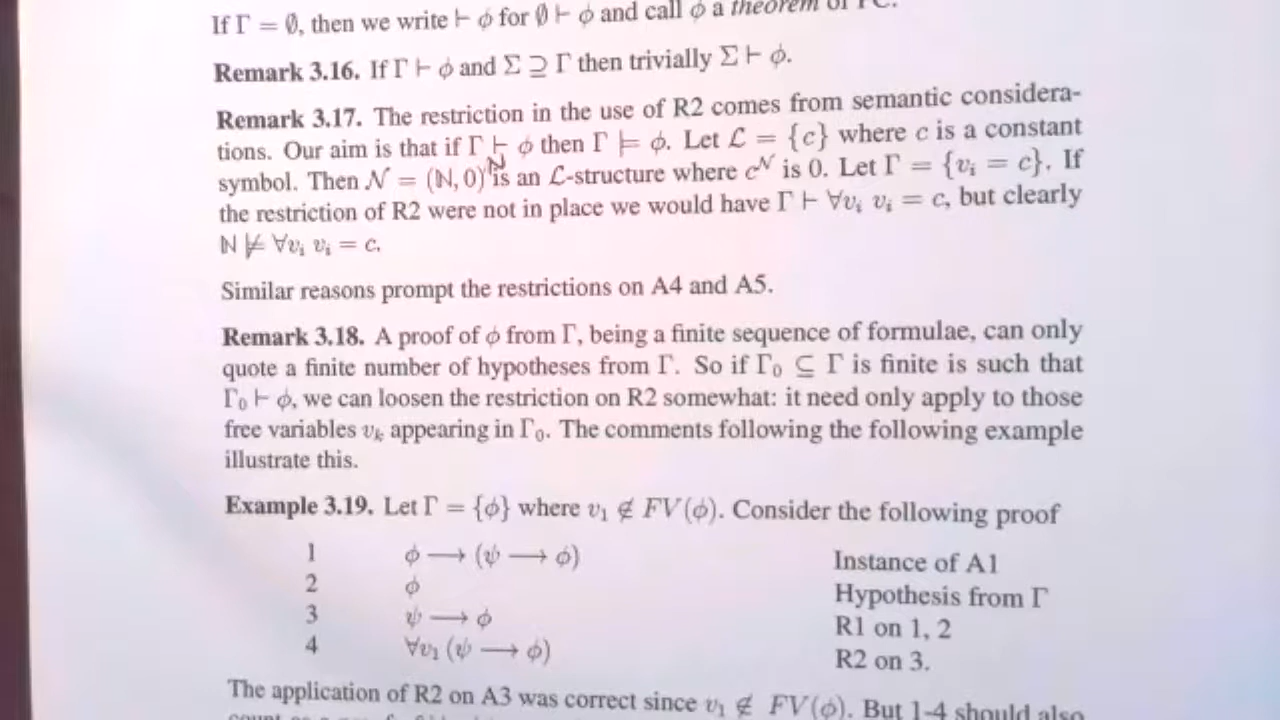 If Γ = ∅, then we write ⊢ ϕ for ∅ ⊢ ϕ and call ϕ a theorem of PC.
Remark 3.16. If Γ ⊢ ϕ and Σ ⊇ Γ then trivially Σ ⊢ ϕ.
Remark 3.17. The restriction in the use of R2 comes from semantic considera-
tions. Our aim is that if Γ ⊢ ϕ then Γ ⊨ ϕ. Let ℒ = {c} where c is a constant
symbol. Then 𝒩 = (ℕ, 0) is an ℒ-structure where c^𝒩 is 0. Let Γ = {vᵢ = c}. If
the restriction of R2 were not in place we would have Γ ⊢ ∀vᵢ vᵢ = c, but clearly
ℕ ⊭ ∀vᵢ vᵢ = c.
Similar reasons prompt the restrictions on A4 and A5.
Remark 3.18. A proof of ϕ from Γ, being a finite sequence of formulae, can only
quote a finite number of hypotheses from Γ. So if Γ₀ ⊆ Γ is finite is such that
Γ₀ ⊢ ϕ, we can loosen the restriction on R2 somewhat: it need only apply to those
free variables vₖ appearing in Γ₀. The comments following the following example
illustrate this.
Example 3.19. Let Γ = {ϕ} where v₁ ∉ FV(ϕ). Consider the following proof
1 ϕ ⟶ (ψ ⟶ ϕ) Instance of A1
2 ϕ Hypothesis from Γ
3 ψ ⟶ ϕ R1 on 1, 2
4 ∀v₁ (ψ ⟶ ϕ) R2 on 3.
The application of R2 on A3 was correct since v₁ ∉ FV(ϕ). But 1-4 should also